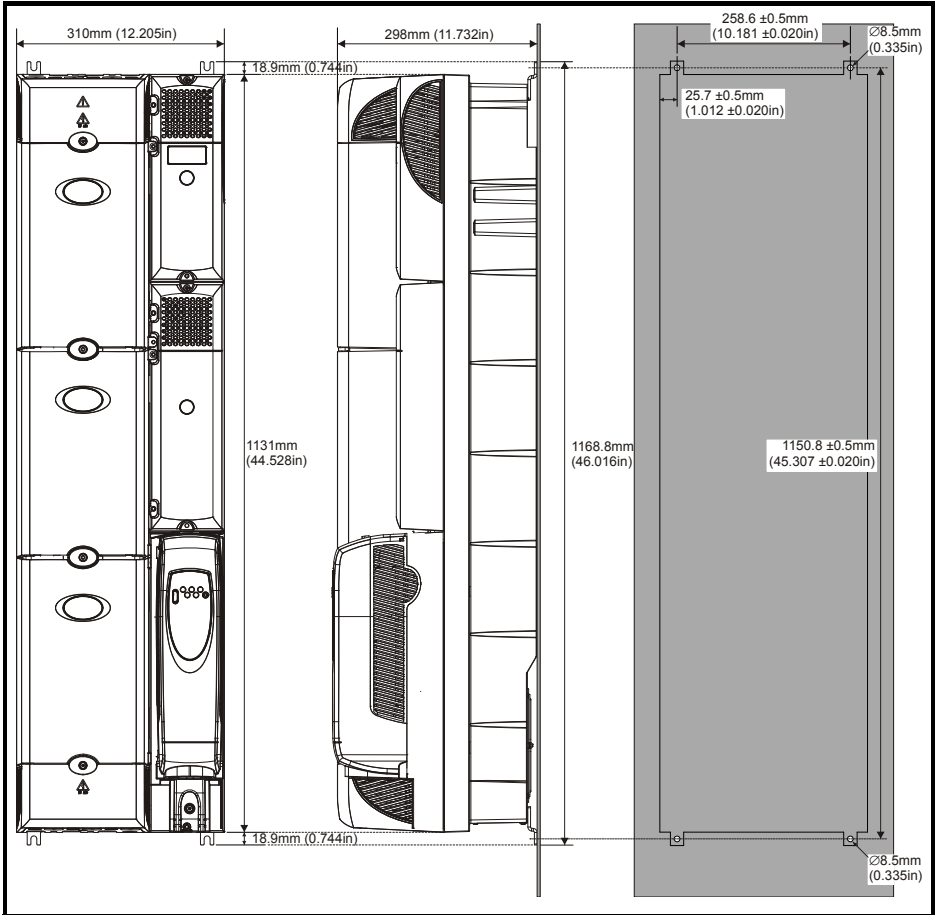 310mm (12.205in)
298mm (11.732in)
258.6 ±0.5mm
(10.181 ±0.020in)
∅8.5mm
(0.335in)
18.9mm (0.744in)
25.7 ±0.5mm
(1.012 ±0.020in)
1131mm
(44.528in)
1168.8mm
(46.016in)
1150.8 ±0.5mm
(45.307 ±0.020in)
18.9mm (0.744in)
∅8.5mm
(0.335in)